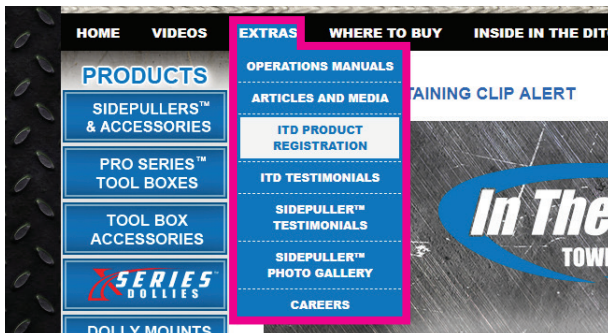 HOME VIDEOS EXTRAS WHERE TO BUY INSIDE IN THE DITC
PRODUCTS
SIDEPULLERS™
& ACCESSORIES
PRO SERIES™
TOOL BOXES
TOOL BOX
ACCESSORIES
X SERIES™
DOLLIES
DOLLY MOUNTS
OPERATIONS MANUALS
ARTICLES AND MEDIA
ITD PRODUCT
REGISTRATION
ITD TESTIMONIALS
SIDEPULLER™
TESTIMONIALS
SIDEPULLER™
PHOTO GALLERY
CAREERS
TAINING CLIP ALERT
In The
TOWI